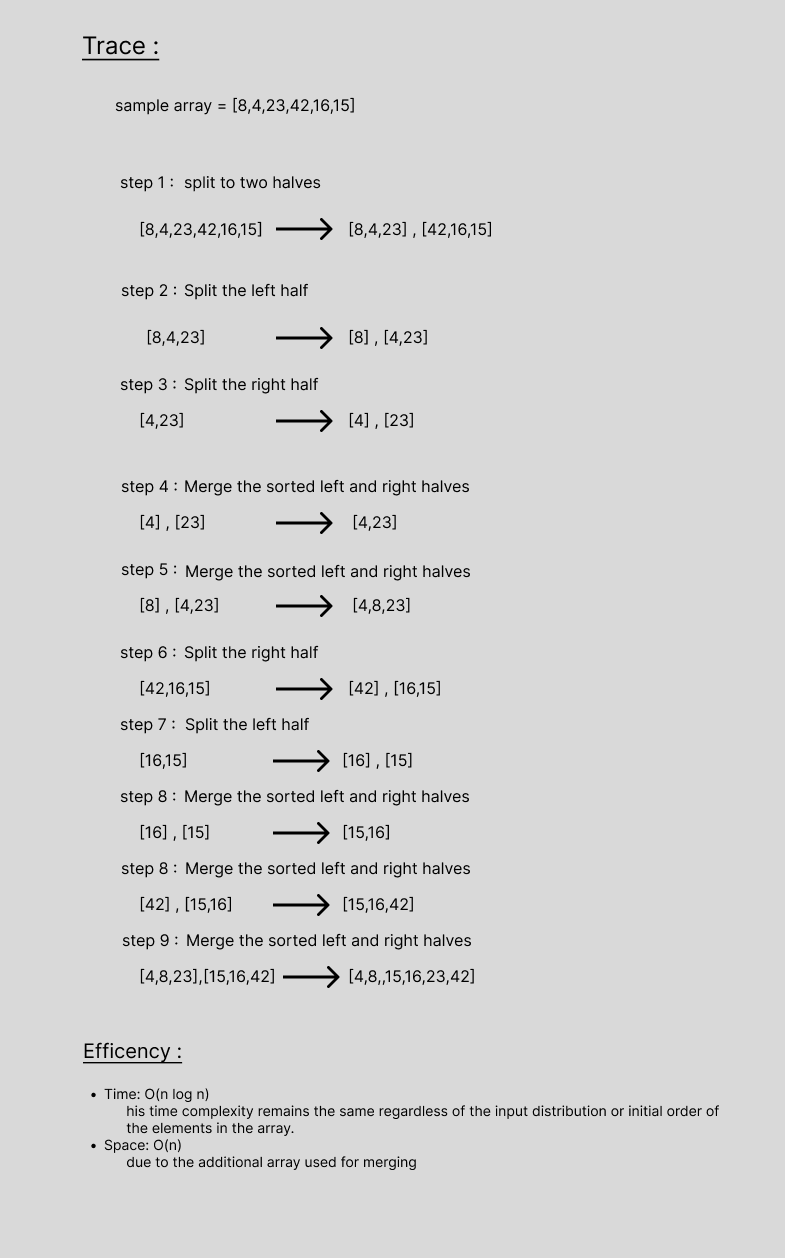 Trace :
sample array = [8,4,23,42,16,15]
step 1 : split to two halves
[8,4,23,42,16,15] [8,4,23] , [42,16,15]
step 2 : Split the left half
[8,4,23] [8] , [4,23]
step 3 : Split the right half
[4,23] [4] , [23]
step 4 : Merge the sorted left and right halves
[4] , [23] [4,23]
step 5 : Merge the sorted left and right halves
[8] , [4,23] [4,8,23]
step 6 : Split the right half
[42,16,15] [42] , [16,15]
step 7 : Split the left half
[16,15] [16] , [15]
step 8 : Merge the sorted left and right halves
[16] , [15] [15,16]
step 8 : Merge the sorted left and right halves
[42] , [15,16] [15,16,42]
step 9 : Merge the sorted left and right halves
[4,8,23],[15,16,42] [4,8,,15,16,23,42]
Efficency :
• Time: O(n log n)
his time complexity remains the same regardless of the input distribution or initial order of
the elements in the array.
• Space: O(n)
due to the additional array used for merging